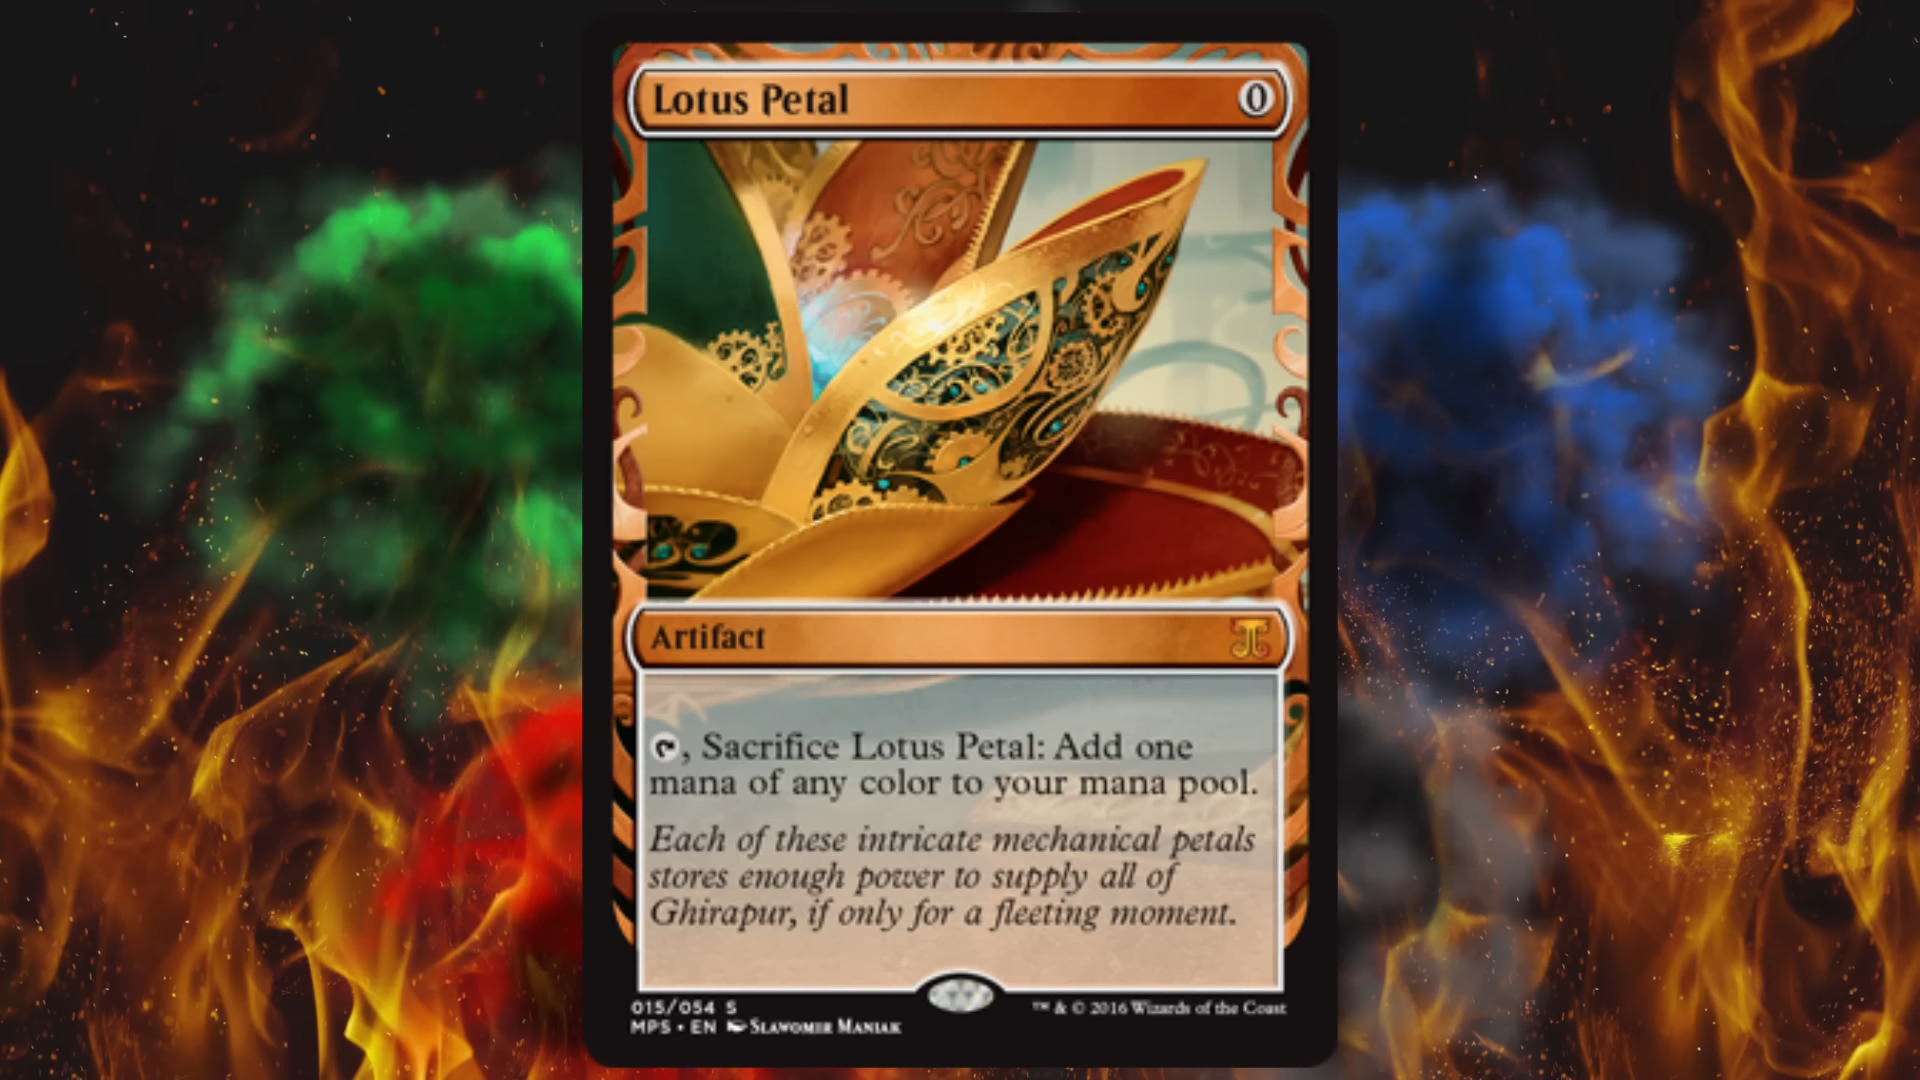 Lotus Petal 0
Artifact
, Sacrifice Lotus Petal: Add one
mana of any color to your mana pool.
Each of these intricate mechanical petals
stores enough power to supply all of
Ghirapur, if only for a fleeting moment.
015/054 S
™ & © 2016 Wizards of the Coast
MPS • EN Slawomir Maniak